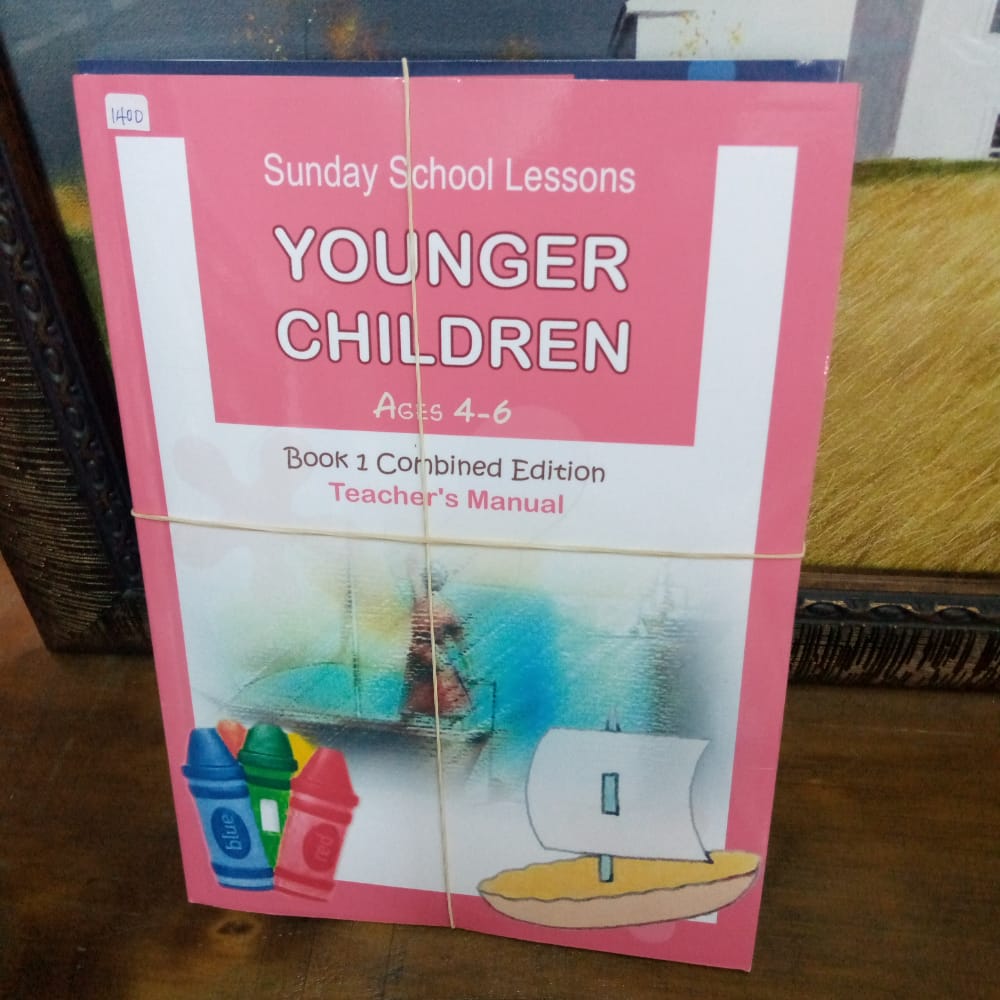 1400
Sunday School Lessons
YOUNGER
CHILDREN
AGES 4-6
Book 1 Combined Edition
Teacher's Manual
blue
red